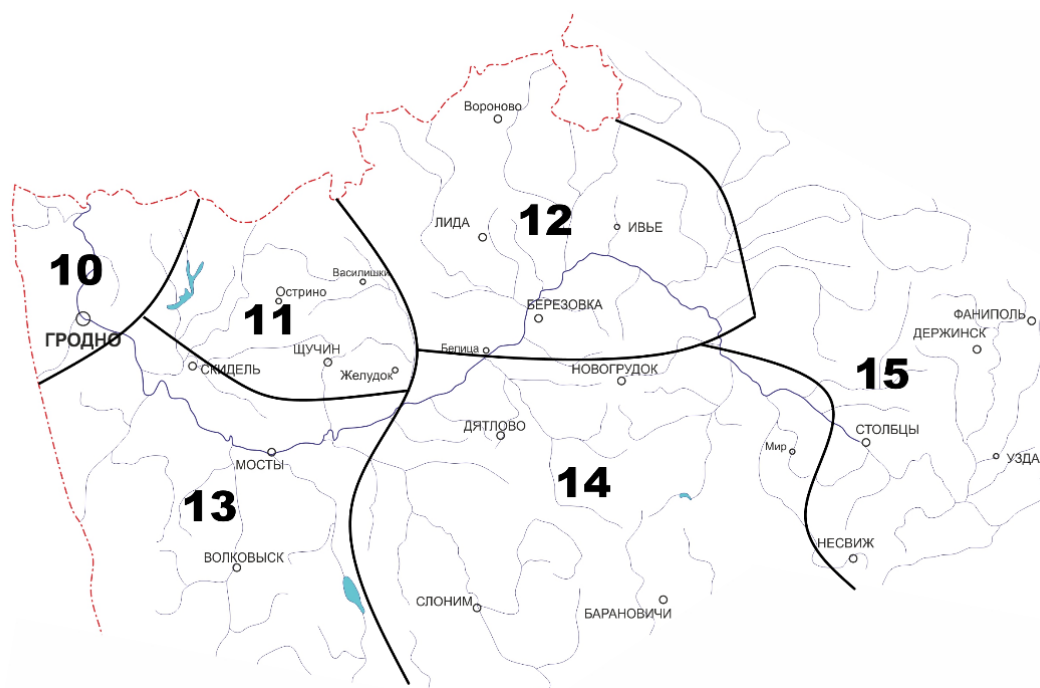 Вороново
12
ЛИДА
ИВЬЕ
10
Василишки
Острино
11
БЕРЕЗОВКА
ГРОДНО
ФАНИПОЛЬ
ДЕРЖИНСК
ЩУЧИН
Белица
СКИДЕЛЬ
Желудок
НОВОГРУДОК
15
ДЯТЛОВО
СТОЛБЦЫ
Мир
МОСТЫ
УЗДА
13
14
НЕСВИЖ
ВОЛКОВЫСК
СЛОНИМ
БАРАНОВИЧИ